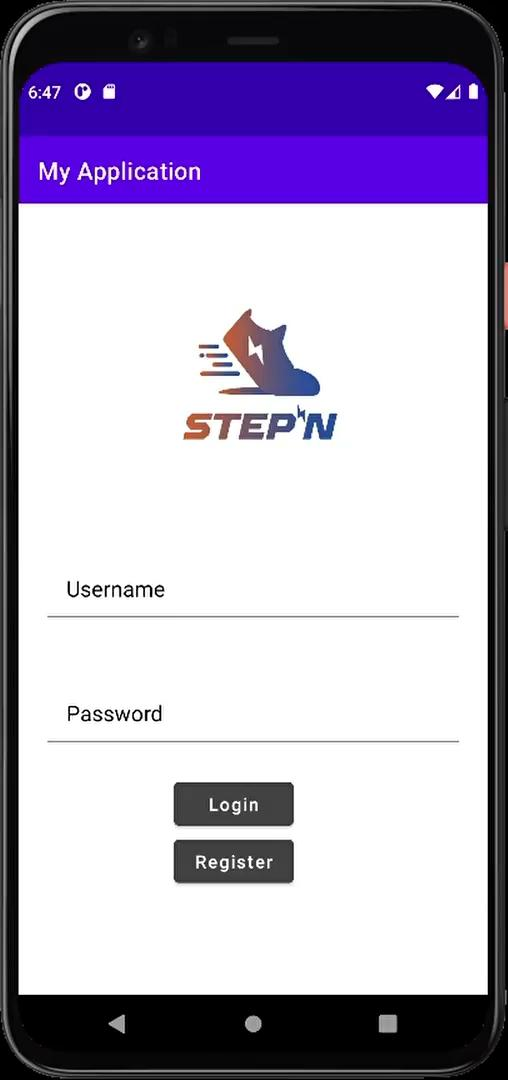 6:47
My Application
STEP'N
Username
Password
Login
Register